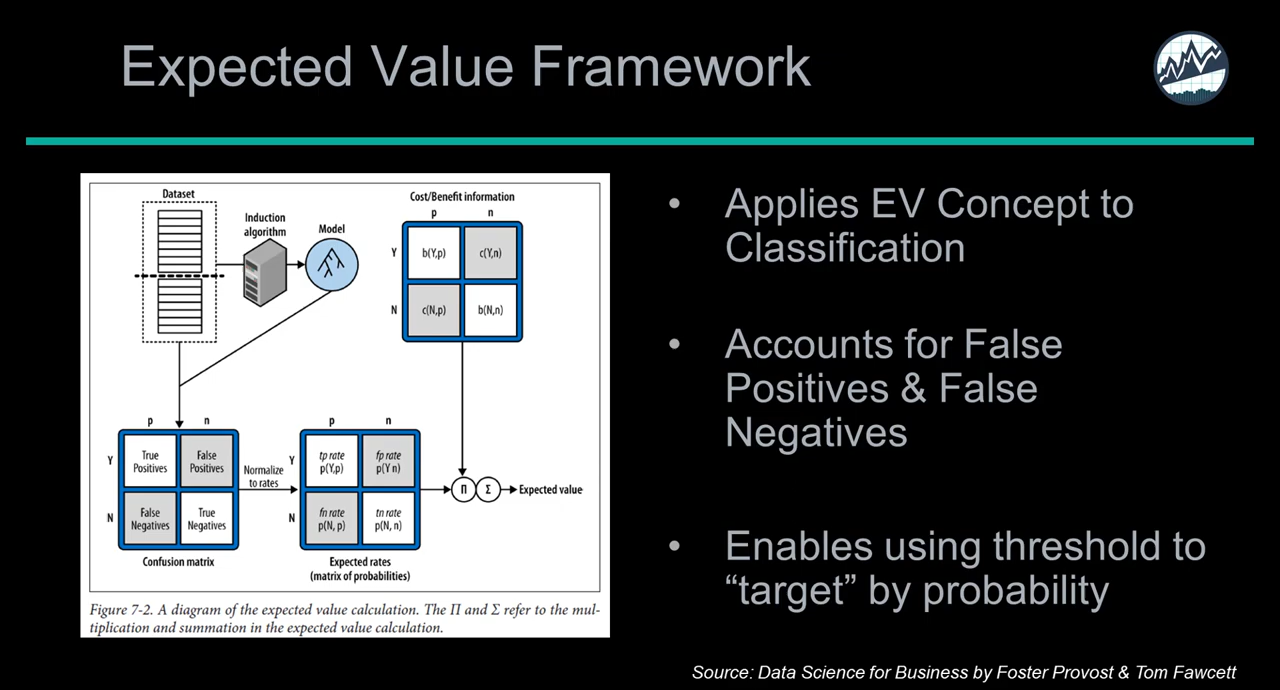 Expected Value Framework
Dataset
Induction
algorithm
Model
Cost/Benefit information
p n
Y b(Y,p) c(Y,n)
N c(N,p) b(N,n)
p n
Y True
Positives
False
Positives
N False
Negatives
True
Negatives
Confusion matrix
Normalize
to rates
p n
Y tp rate
p(Y,p)
fp rate
p(Y n)
N fn rate
p(N, p)
tn rate
p(N, n)
Expected rates
(matrix of probabilities)
Π Σ Expected value
Figure 7-2. A diagram of the expected value calculation. The Π and Σ refer to the mul-
tiplication and summation in the expected value calculation.
• Applies EV Concept to
Classification
• Accounts for False
Positives & False
Negatives
• Enables using threshold to
“target” by probability
Source: Data Science for Business by Foster Provost & Tom Fawcett